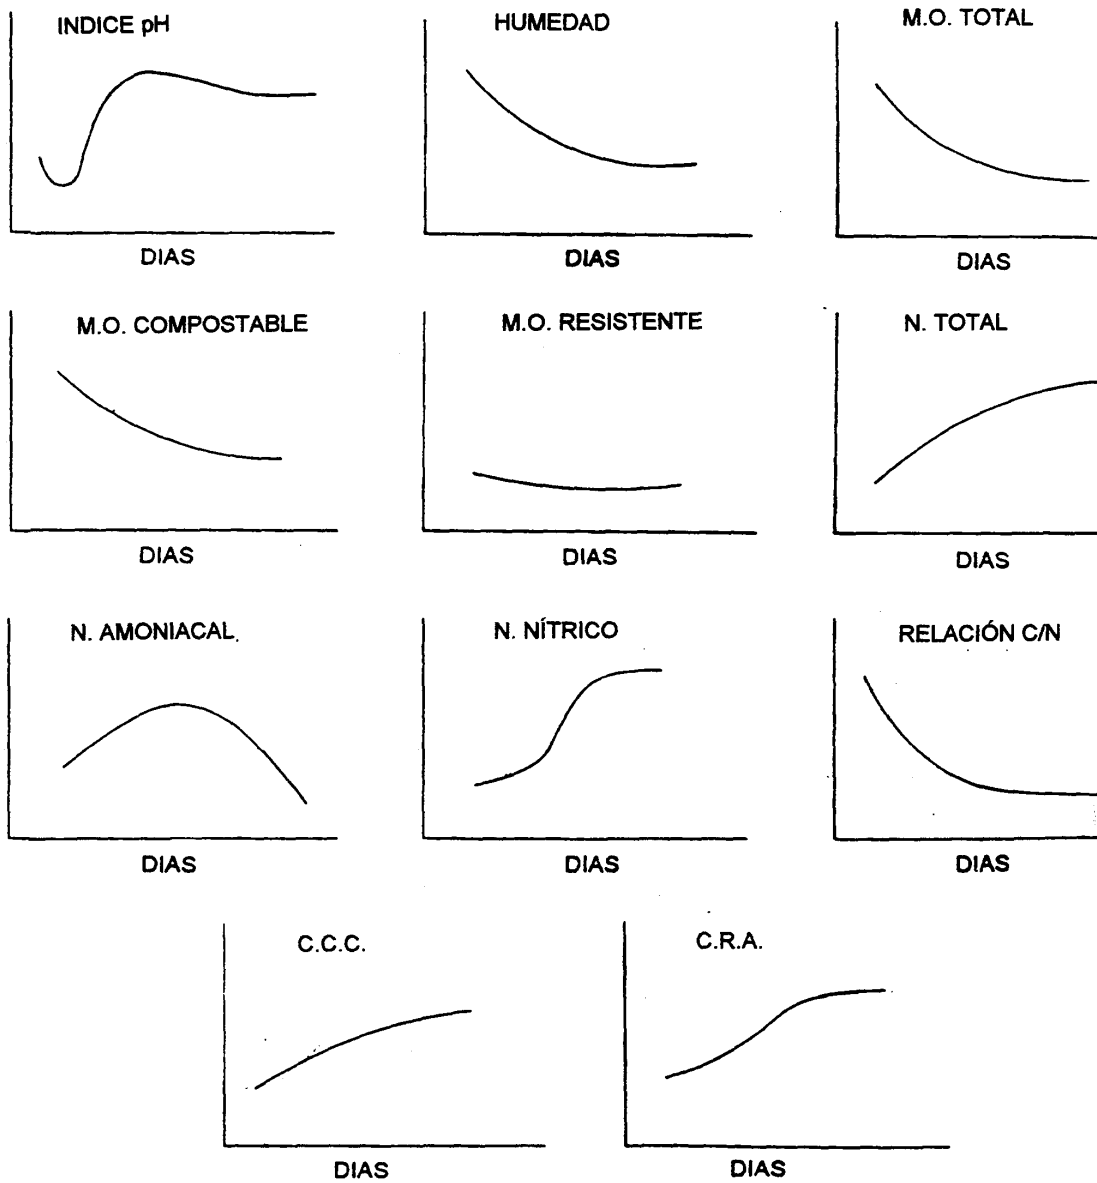 INDICE pH
HUMEDAD
M.O. TOTAL
DIAS
DIAS
DIAS
M.O. COMPOSTABLE
M.O. RESISTENTE
N. TOTAL
DIAS
DIAS
DIAS
N. AMONIACAL
N. NÍTRICO
RELACIÓN C/N
DIAS
DIAS
DIAS
C.C.C.
C.R.A.
DIAS
DIAS